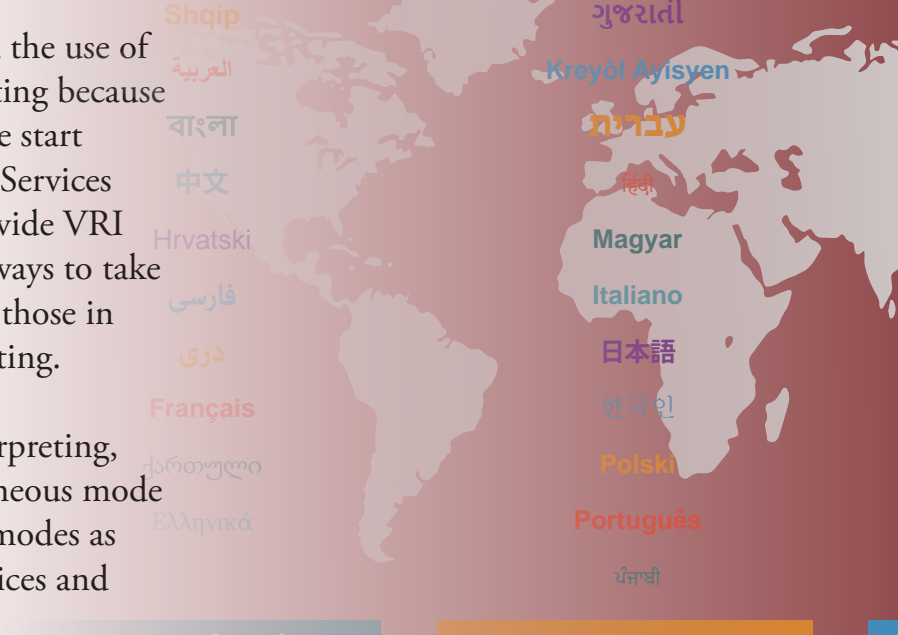 the use of
ting because
e start
Services
vide VRI
ways to take
those in
ting.
rpreting,
neous mode
modes as
ices and
Shqip
العربية
বাংলা
中文
Hrvatski
فارسی
دری
Français
ქართული
Ελληνικά
ગુજરાતી
Kreyòl Ayisyen
עברית
हिंदी
Magyar
Italiano
日本語
한국인
Polski
Português
ਪੰਜਾਬੀ